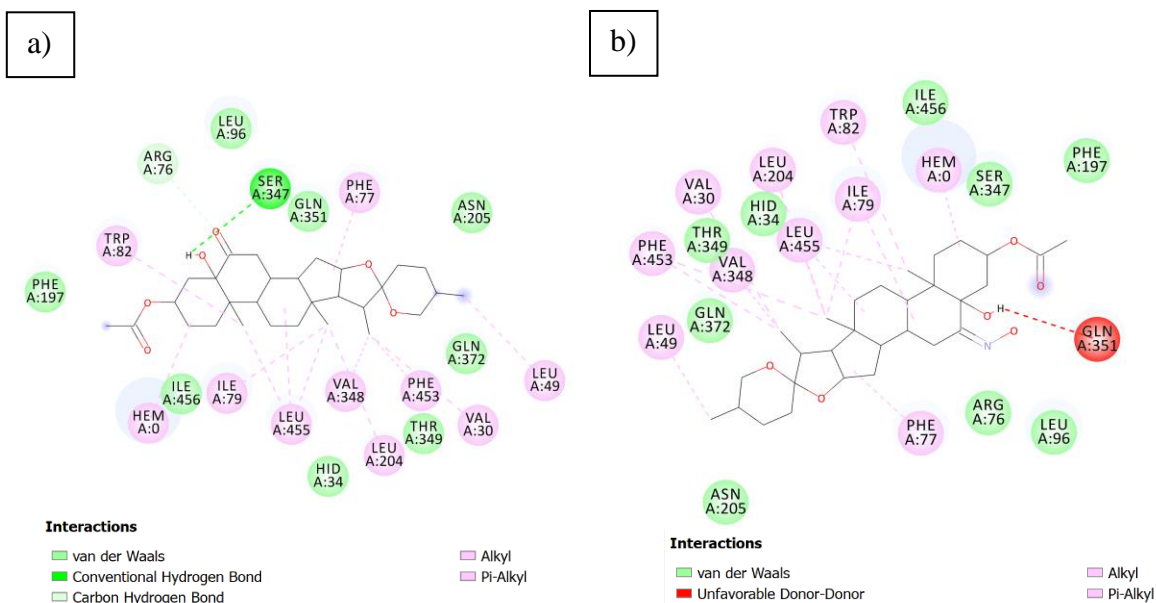 a)
LEU
A:96
ARG
A:76
SER
A:347
GLN
A:351
PHE
A:77
ASN
A:205
TRP
A:82
PHE
A:197
H
O
O
O
O
O
O
GLN
A:372
LEU
A:49
ILE
A:456
HEM
A:0
ILE
A:79
LEU
A:455
VAL
A:348
PHE
A:453
VAL
A:30
THR
A:349
LEU
A:204
HID
A:34
Interactions
van der Waals
Conventional Hydrogen Bond
Carbon Hydrogen Bond
Alkyl
Pi-Alkyl
b)
ILE
A:456
TRP
A:82
HEM
A:0
PHE
A:197
SER
A:347
LEU
A:204
VAL
A:30
ILE
A:79
HID
A:34
THR
A:349
LEU
A:455
PHE
A:453
VAL
A:348
GLN
A:372
LEU
A:49
O
O
O
H
N
O
O
O
GLN
A:351
ARG
A:76
LEU
A:96
PHE
A:77
ASN
A:205
Interactions
van der Waals
Unfavorable Donor-Donor
Alkyl
Pi-Alkyl